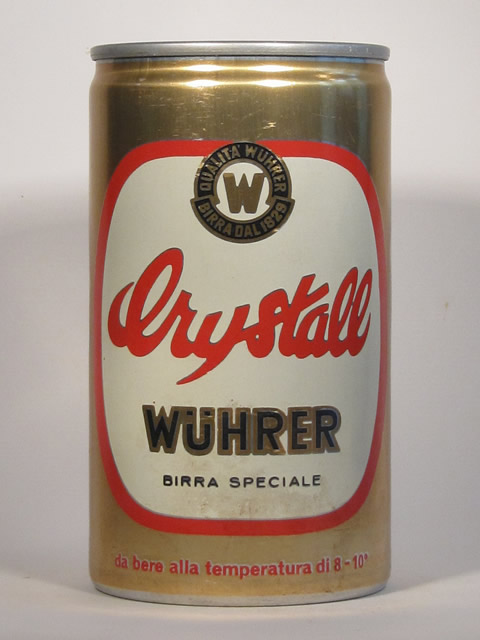 QUALITA' WÜHRER
W
BIRRA DAL 1829
Crystall
WÜHRER
BIRRA SPECIALE
da bere alla temperatura di 8-10°